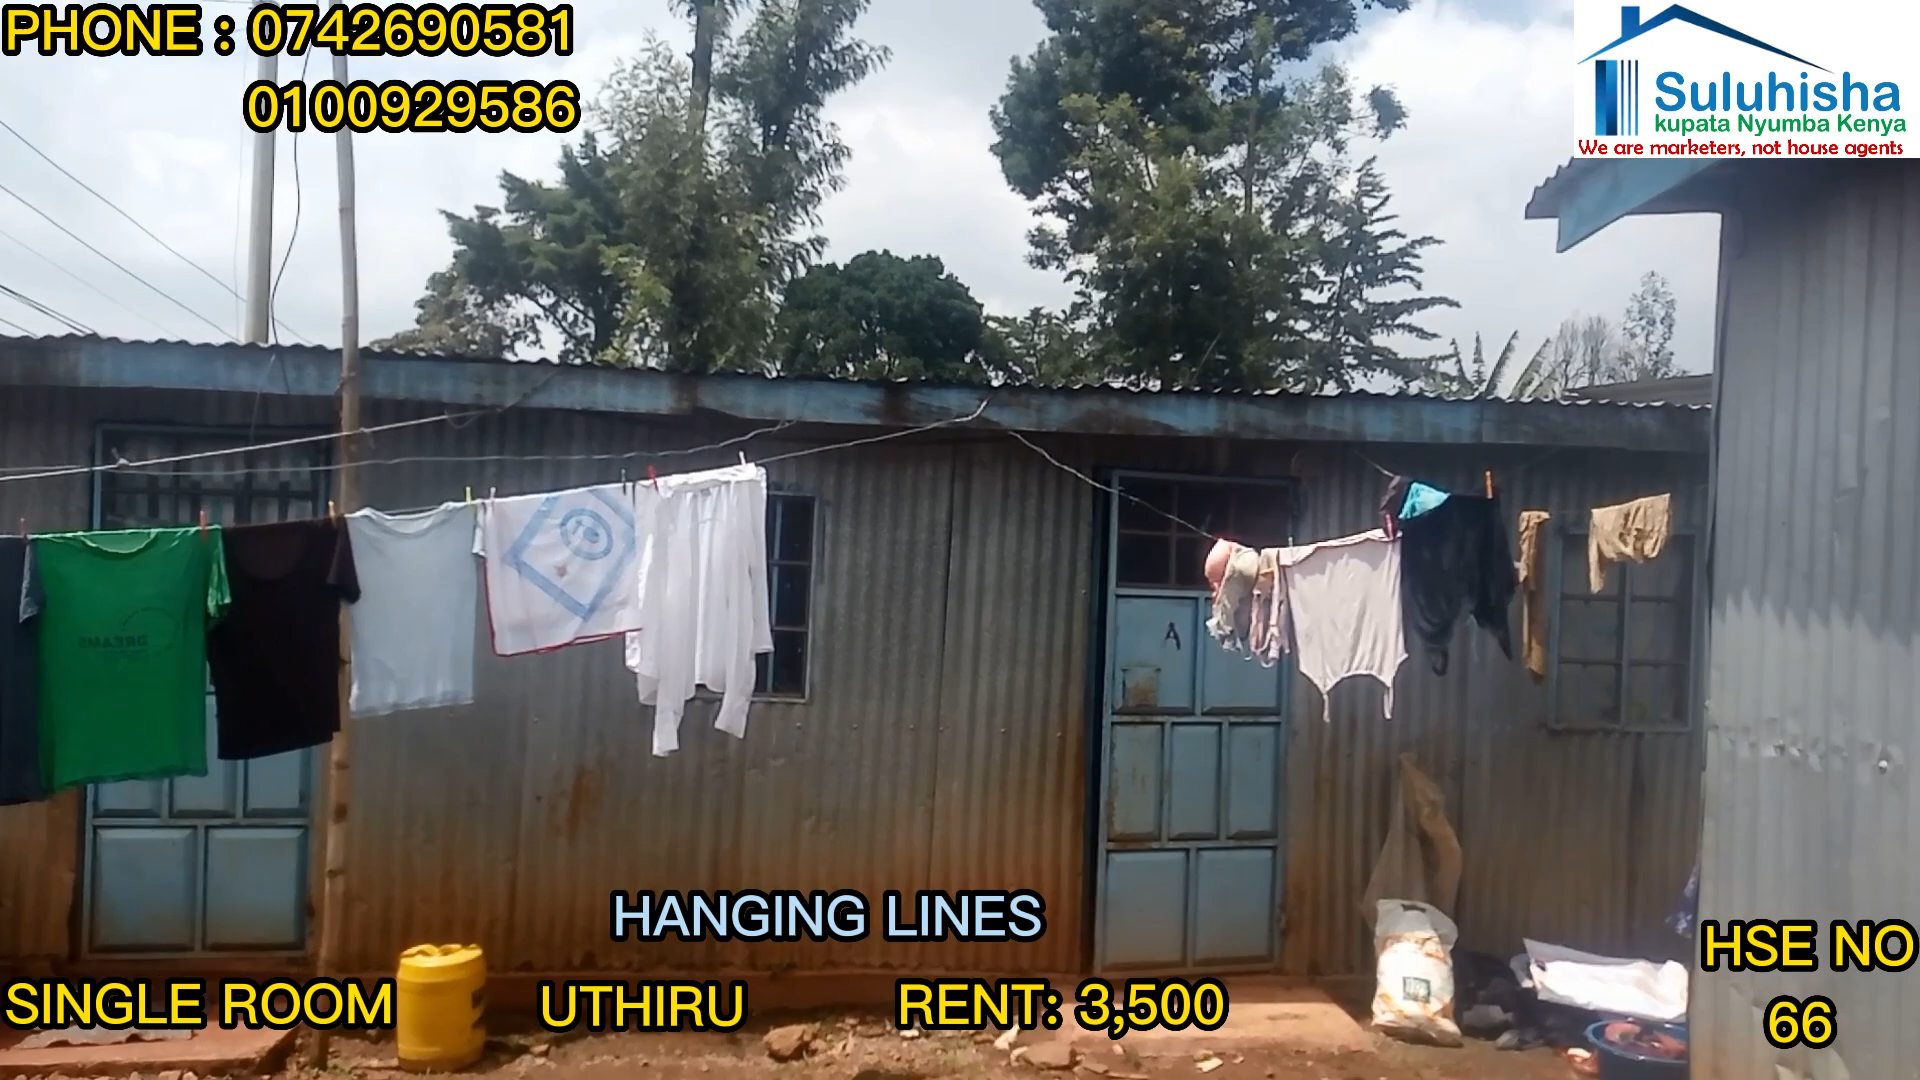 PHONE : 0742690581
0100929586
Suluhisha
kupata Nyumba Kenya
We are marketers, not house agents
A
HANGING LINES
SINGLE ROOM
UTHIRU
RENT: 3,500
HSE NO
66